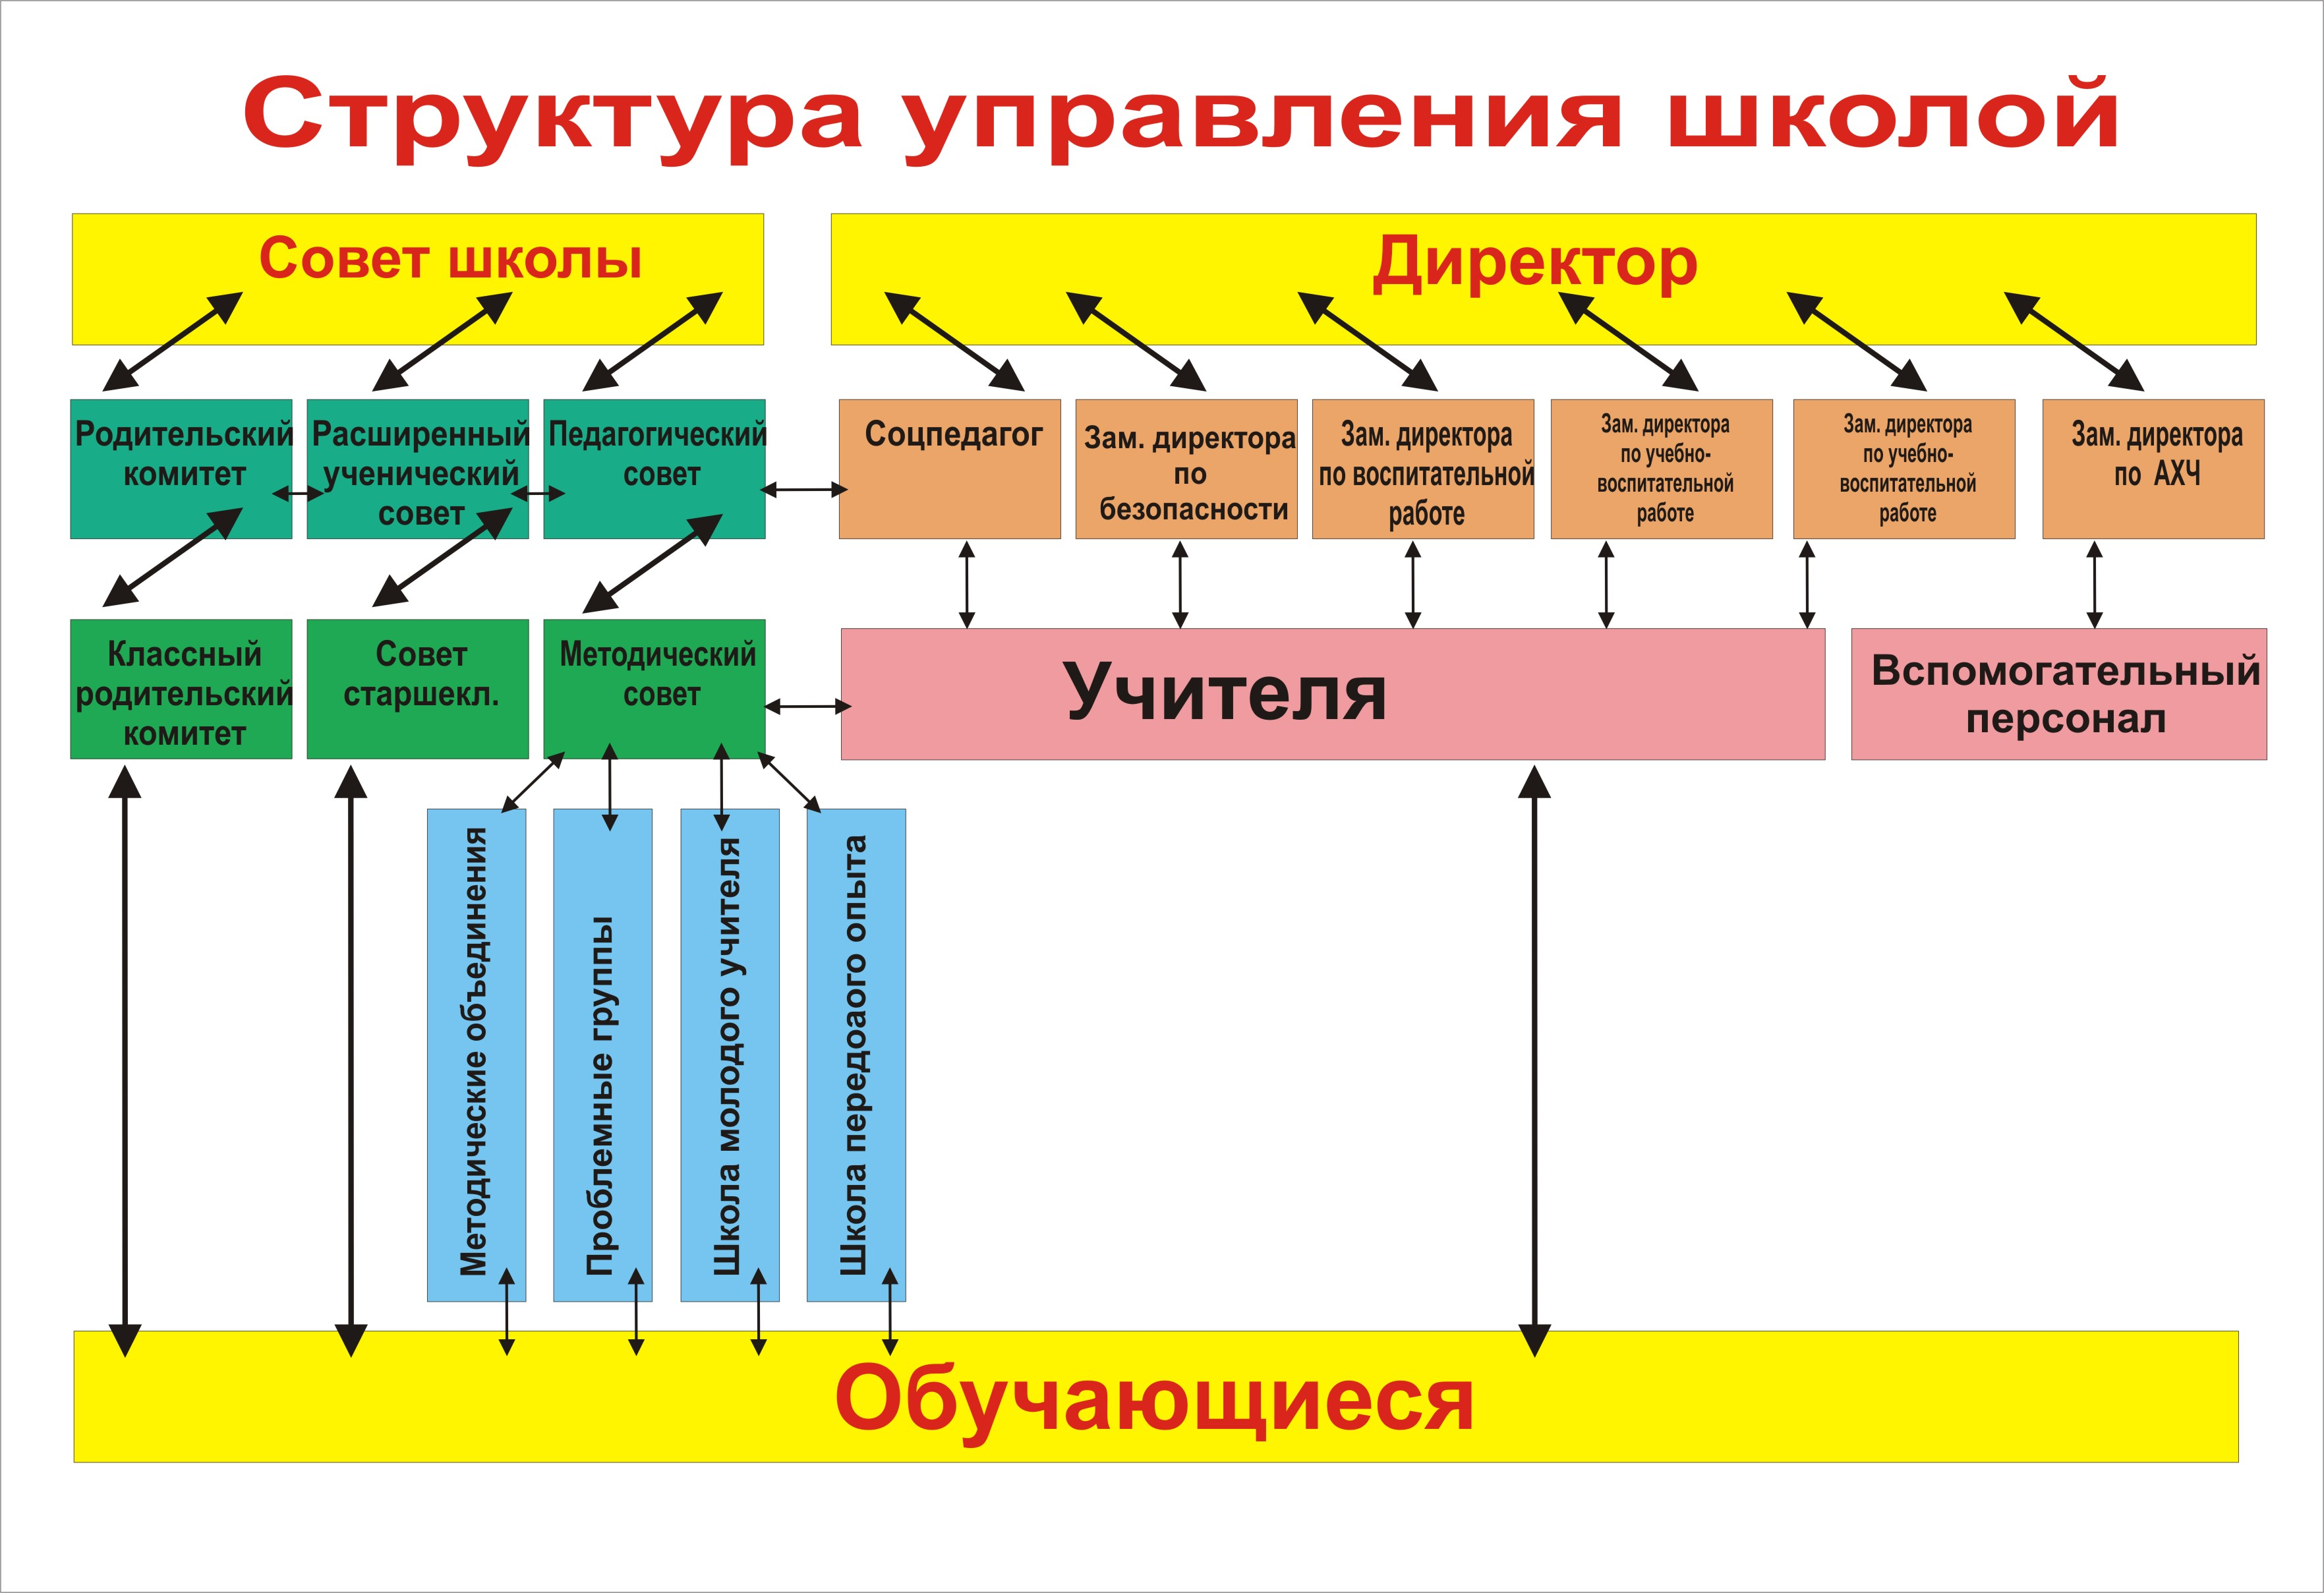 Структура управления школой
Совет школы
Директор
Родительский
комитет
Расширенный
ученический
совет
Педагогический
совет
Соцпедагог
Зам. директора
по
безопасности
Зам. директора
по воспитательной
работе
Зам. директора
по учебно-
воспитательной
работе
Зам. директора
по учебно-
воспитательной
работе
Зам. директора
по АХЧ
Классный
родительский
комитет
Совет
старшекл.
Методический
совет
Учителя
Вспомогательный
персонал
Методические объединения
Проблемные группы
Школа молодого учителя
Школа передоаого опыта
Обучающиеся